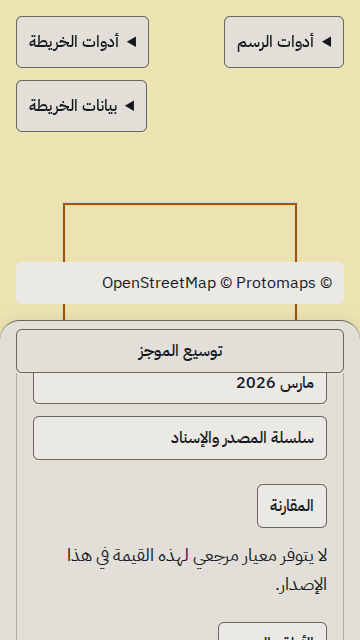 أدوات الرسم
أدوات الخريطة
بيانات الخريطة
© OpenStreetMap © Protomaps
توسيع الموجز
مارس 2026
سلسلة المصدر والإسناد
المقارنة
لا يتوفر معيار مرجعي لهذه القيمة في هذا
الإصدار.